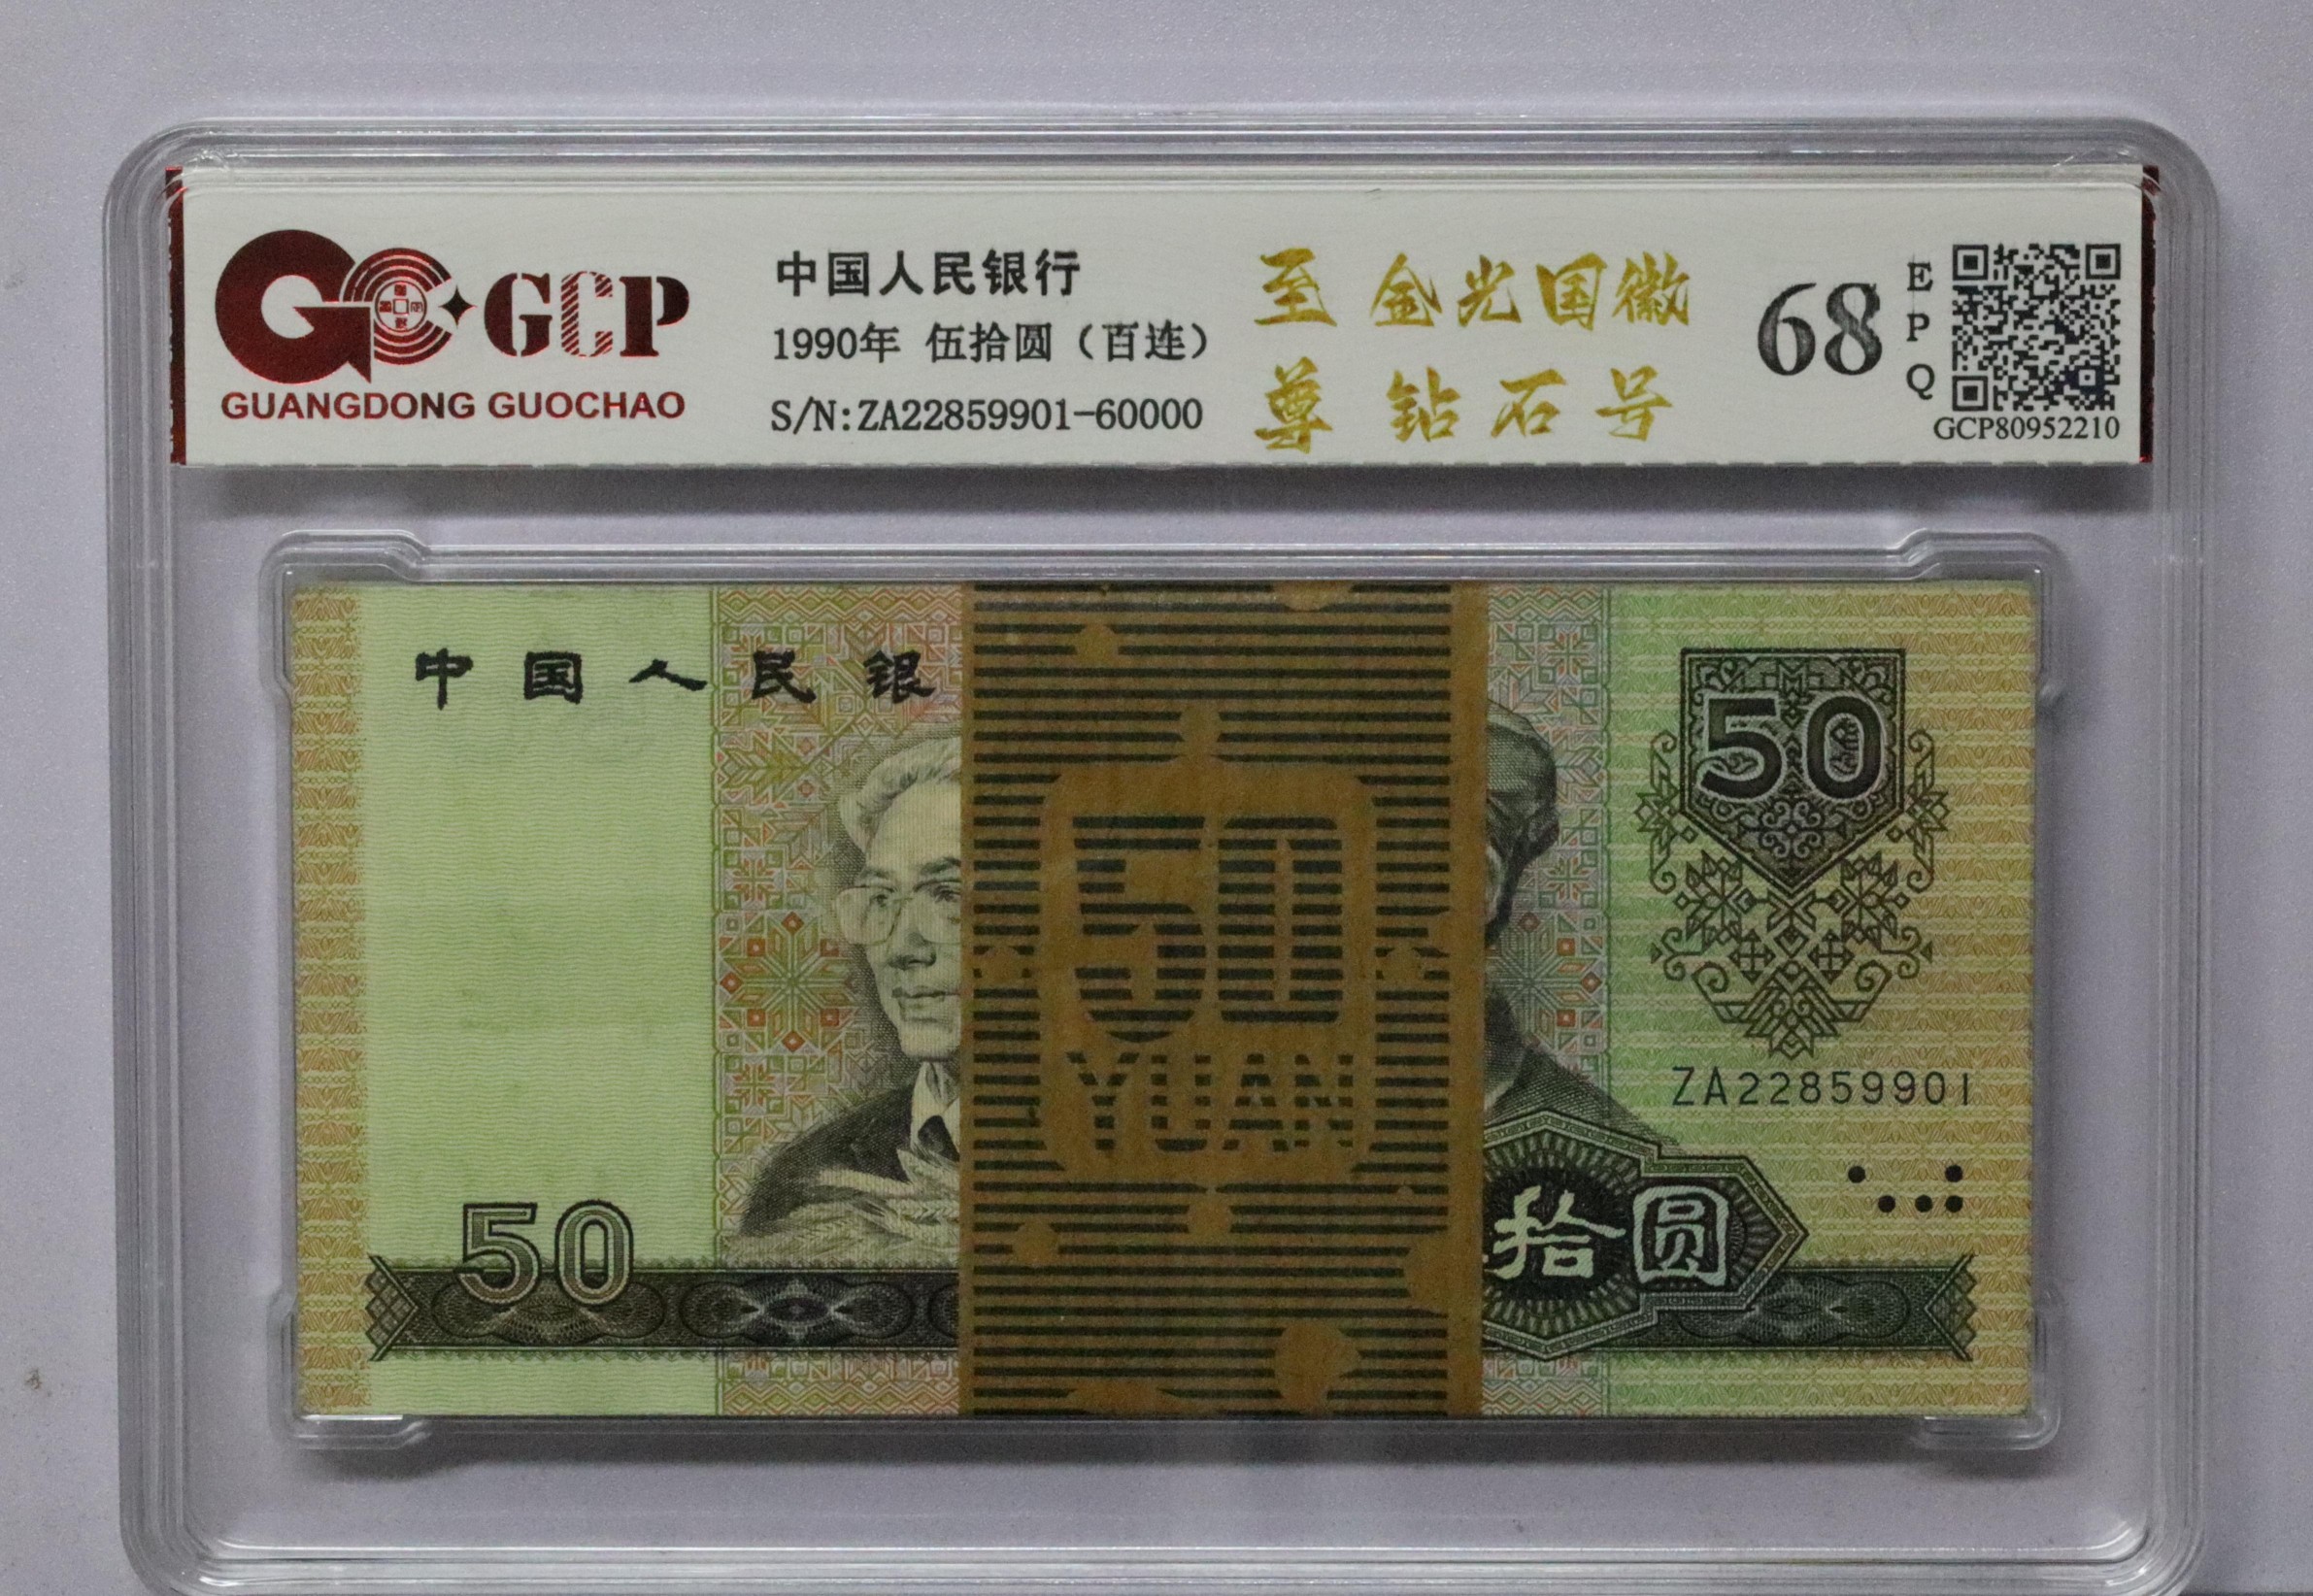 GCP
GUANGDONG GUOCHAO
中国人民银行
1990年 伍拾圆（百连）
S/N:ZA22859901-60000
至尊
金光国徽
钻石号
68
EPQ
GCP80952210
中国人民银
50
ZA22859901
50
YUAN
50
拾圆